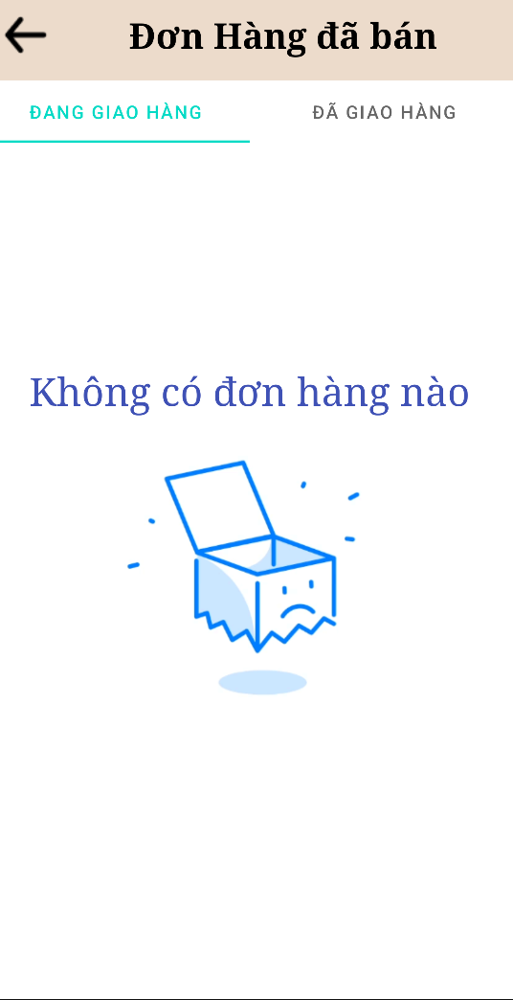 Đơn Hàng đã bán
ĐANG GIAO HÀNG
ĐÃ GIAO HÀNG
Không có đơn hàng nào